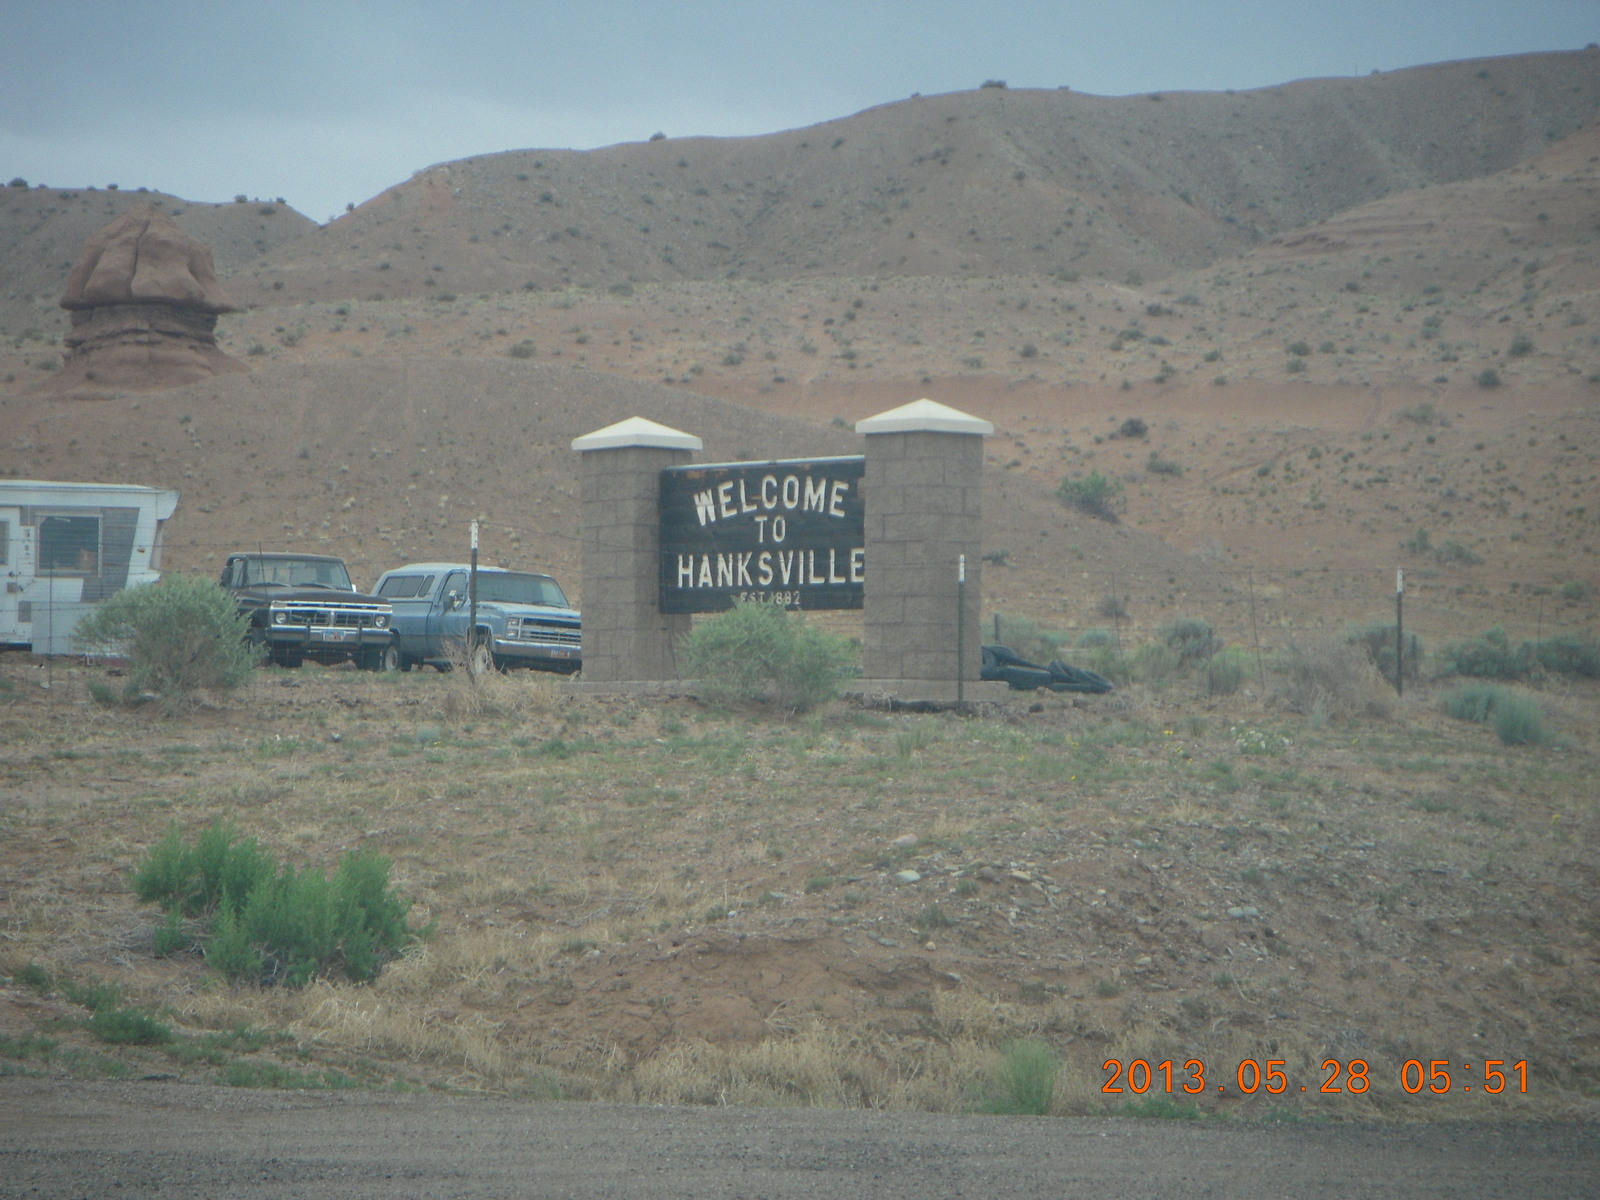 WELCOME
TO
HANKSVILLE
EST 1882
2013.05.28 05:51